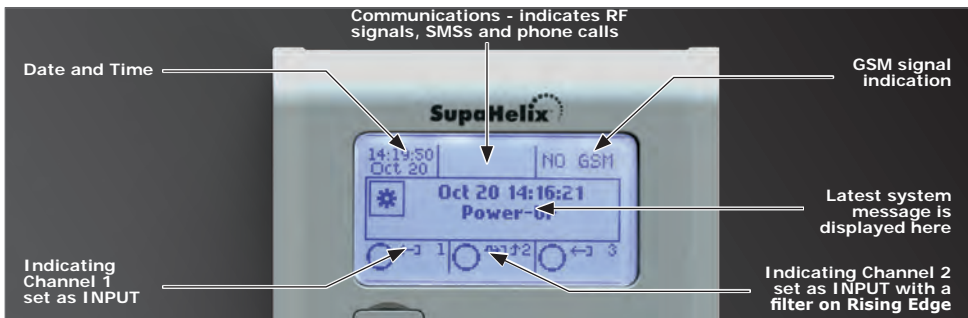 Communications - indicates RF
signals, SMSs and phone calls
Date and Time
GSM signal
indication
SupaHelix
14:19:50
Oct 20
NO GSM
Oct 20 14:16:21
Latest system
message is
displayed here
1
2
3
Indicating
Channel 1
set as INPUT
Indicating Channel 2
set as INPUT with a
filter on Rising Edge